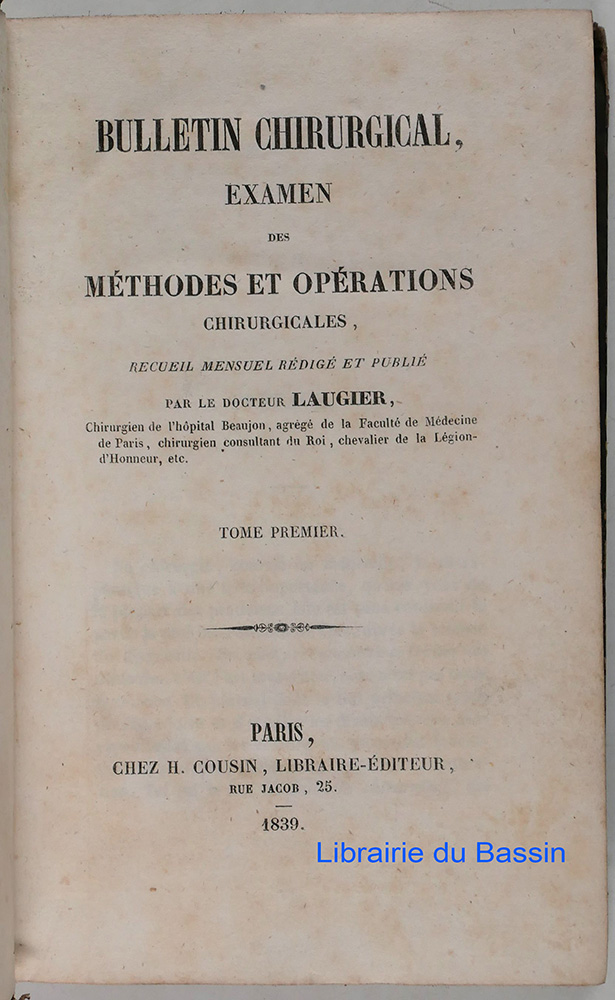 BULLETIN CHIRURGICAL,
EXAMEN
DES
MÉTHODES ET OPÉRATIONS
CHIRURGICALES,
RECUEIL MENSUEL RÉDIGÉ ET PUBLIÉ
PAR LE DOCTEUR LAUGIER,
Chirurgien de l'hôpital Beaujon, agrégé de la Faculté de Médecine
de Paris, chirurgien consultant du Roi, chevalier de la Légion-
d'Honneur, etc.
TOME PREMIER.
PARIS,
CHEZ H. COUSIN, LIBRAIRE-ÉDITEUR,
RUE JACOB, 25.
1839.
Librairie du Bassin